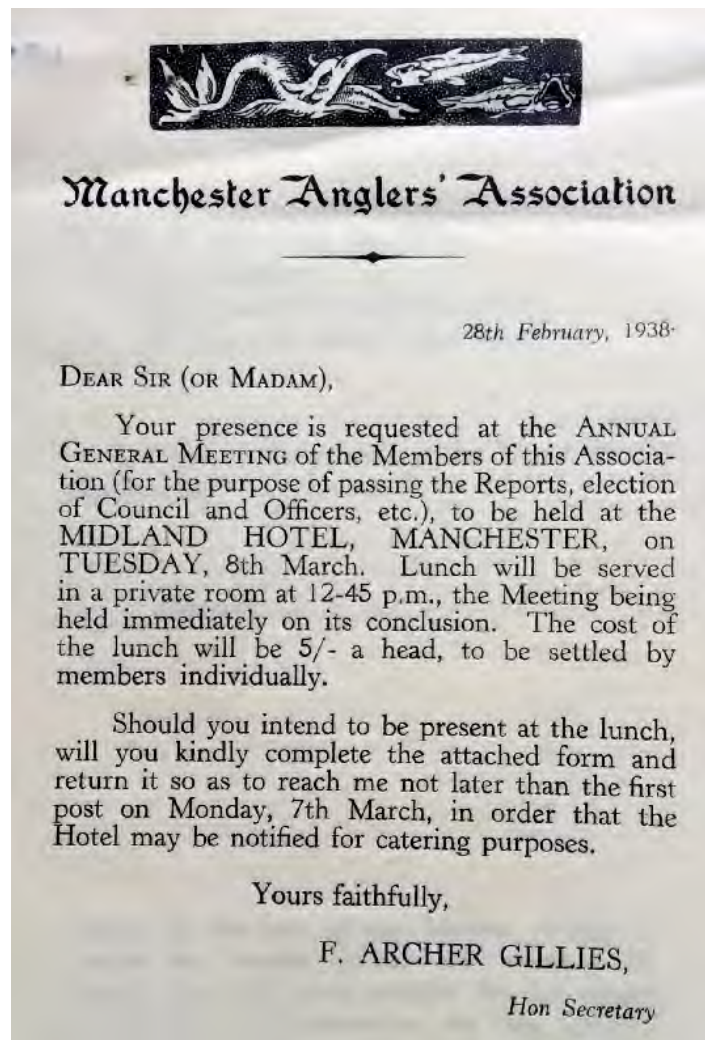 Manchester Anglers' Association
28th February, 1938.
DEAR SIR (OR MADAM),
Your presence is requested at the ANNUAL
GENERAL MEETING of the Members of this Associa-
tion (for the purpose of passing the Reports, election
of Council and Officers, etc.), to be held at the
MIDLAND HOTEL, MANCHESTER, on
TUESDAY, 8th March. Lunch will be served
in a private room at 12-45 p.m., the Meeting being
held immediately on its conclusion. The cost of
the lunch will be 5/- a head, to be settled by
members individually.
Should you intend to be present at the lunch,
will you kindly complete the attached form and
return it so as to reach me not later than the first
post on Monday, 7th March, in order that the
Hotel may be notified for catering purposes.
Yours faithfully,
F. ARCHER GILLIES,
Hon Secretary